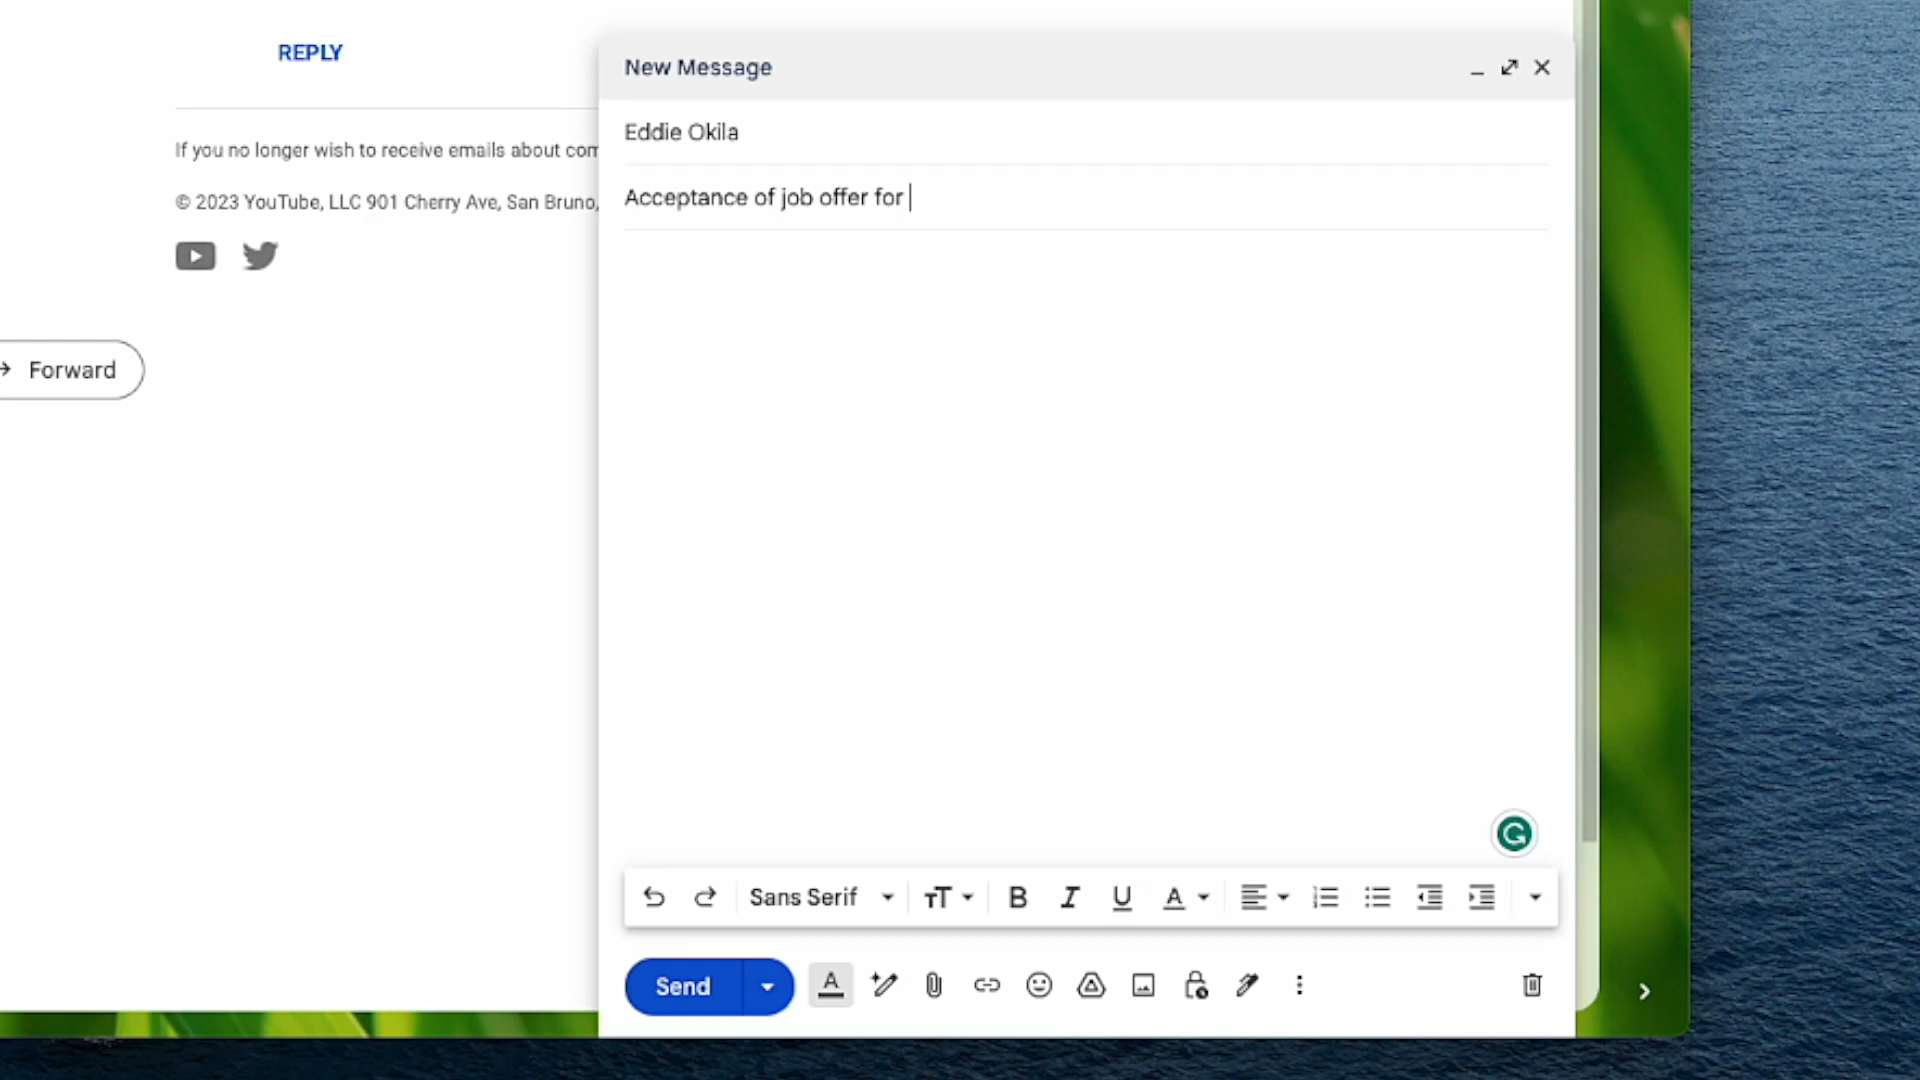 REPLY
If you no longer wish to receive emails about com
© 2023 YouTube, LLC 901 Cherry Ave, San Bruno,
Forward
New Message
Eddie Okila
Acceptance of job offer for
Sans Serif
Send